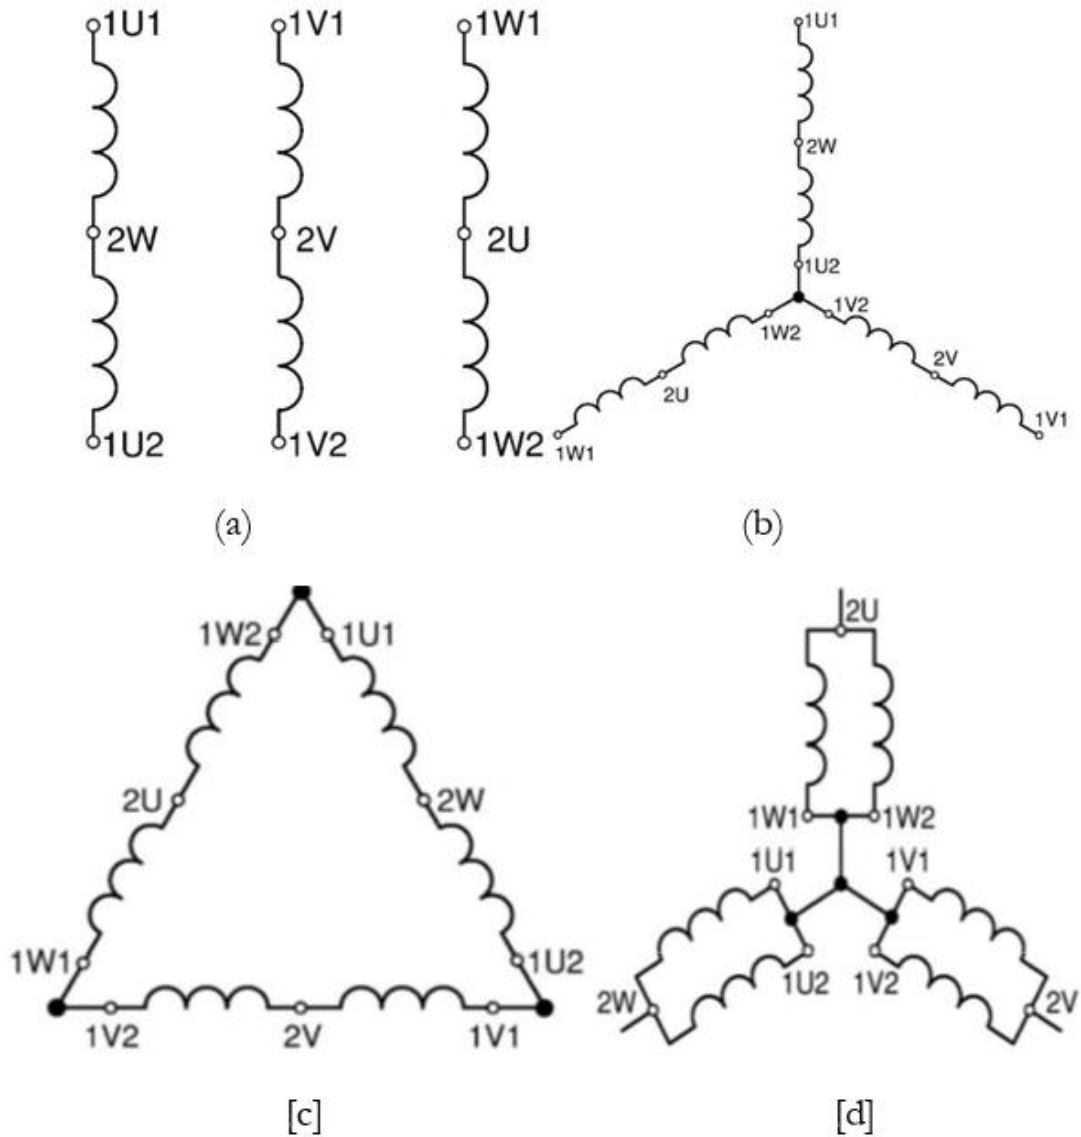 1U1 1V1 1W1
2W 2V 2U
1U2 1V2 1W2
(a)
1U1
2W
1U2
1W2 1V2
2U 2V
1W1 1V1
(b)
1W2 1U1
2U 2W
1W1 1U2
1V2 2V 1V1
[c]
2U
1W1 1W2
1U1 1V1
1U2 1V2
2W 2V
[d]